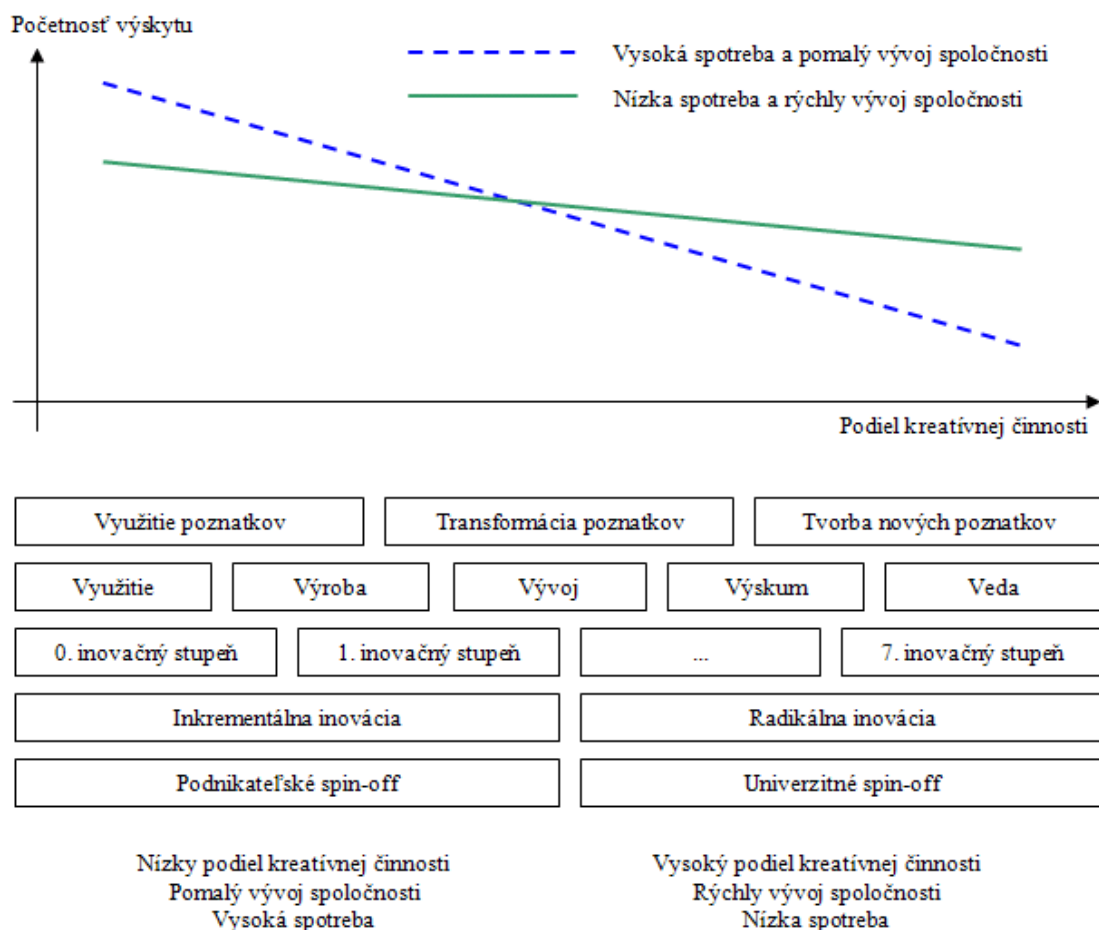 Početnosť výskytu
Vysoká spotreba a pomalý vývoj spoločnosti
Nízka spotreba a rýchly vývoj spoločnosti
Podiel kreatívnej činnosti
Využitie poznatkov
Transformácia poznatkov
Tvorba nových poznatkov
Využitie
Výroba
Vývoj
Výskum
Veda
0. inovačný stupeň
1. inovačný stupeň
...
7. inovačný stupeň
Inkrementálna inovácia
Radikálna inovácia
Podnikateľské spin-off
Univerzitné spin-off
Nízky podiel kreatívnej činnosti
Pomalý vývoj spoločnosti
Vysoká spotreba
Vysoký podiel kreatívnej činnosti
Rýchly vývoj spoločnosti
Nízka spotreba